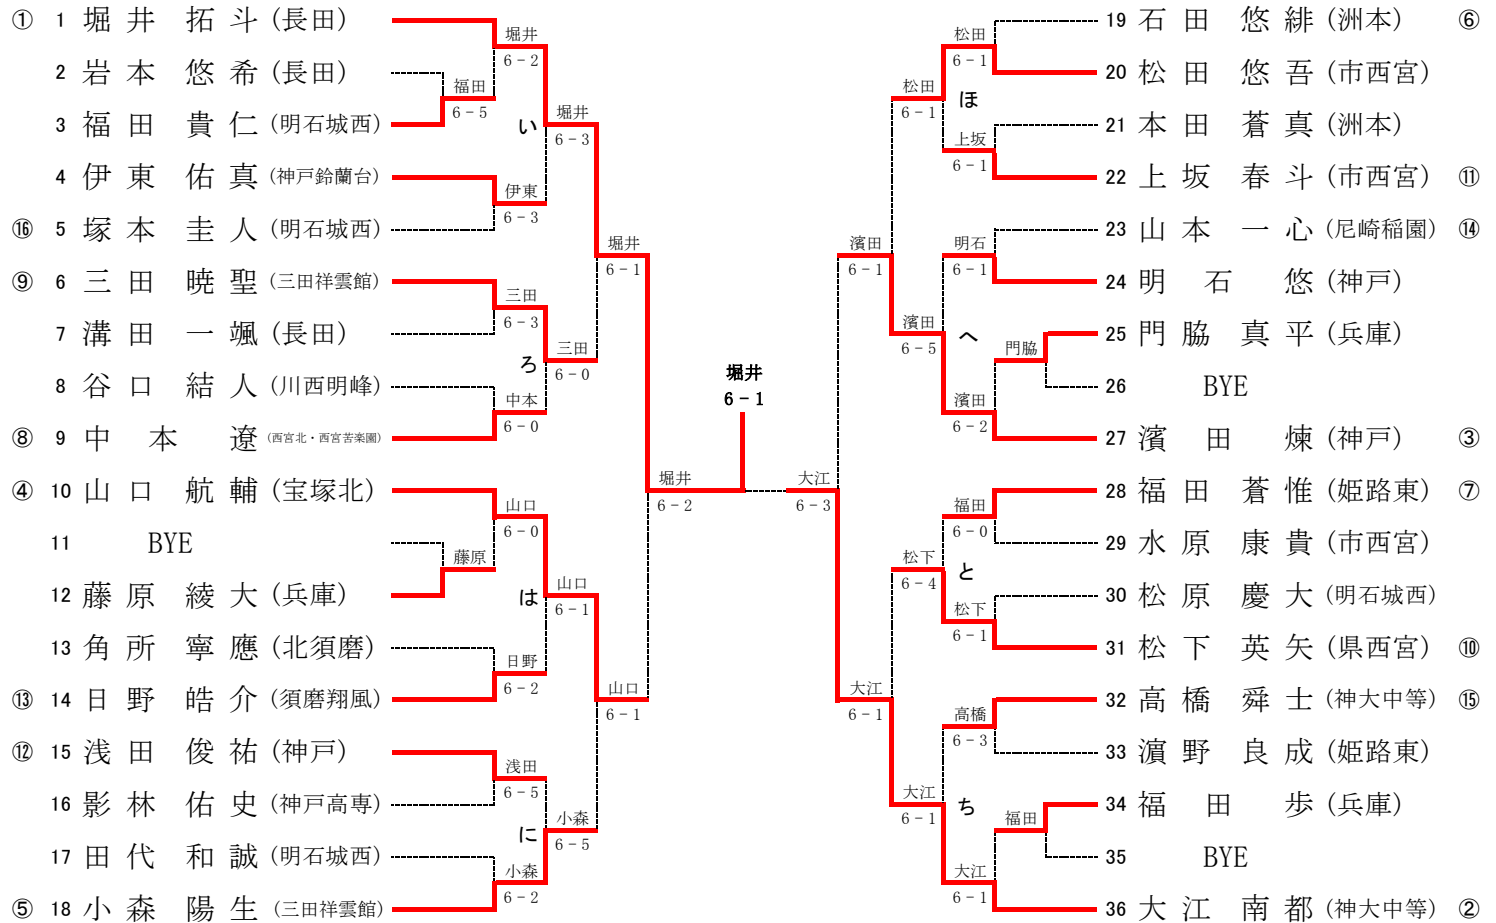 ① 1 堀井 拓斗 (長田)
2 岩本 悠希 (長田)
3 福田 貴仁 (明石城西)
4 伊東 佑真 (神戸鈴蘭台)
⑯ 5 塚本 圭人 (明石城西)
⑨ 6 三田 暁聖 (三田祥雲館)
7 溝田 一颯 (長田)
8 谷口 結人 (川西明峰)
⑧ 9 中本 遼 (西宮北・西宮苦楽園)
④ 10 山口 航輔 (宝塚北)
11 BYE
12 藤原 綾大 (兵庫)
13 角所 寧應 (北須磨)
⑬ 14 日野 皓介 (須磨翔風)
⑫ 15 浅田 俊祐 (神戸)
16 影林 佑史 (神戸高専)
17 田代 和誠 (明石城西)
⑤ 18 小森 陽生 (三田祥雲館)
堀井
6-2
福田
6-5
い
堀井
6-3
伊東
6-3
堀井
6-1
三田
6-3
ろ
三田
6-0
中本
6-0
堀井
6-2
山口
6-0
藤原
は
山口
6-1
日野
6-2
山口
6-1
浅田
6-5
に
小森
6-5
小森
6-2
堀井
6-1
大江
6-3
松田
6-1
松田
6-1
ほ
上坂
6-1
濱田
6-1
明石
6-1
濱田
6-5
へ
門脇
濱田
6-2
福田
6-0
松下
6-4
と
松下
6-1
大江
6-1
高橋
6-3
大江
6-1
ち
福田
大江
6-1
19 石田 悠緋 (洲本) ⑥
20 松田 悠吾 (市西宮)
21 本田 蒼真 (洲本)
22 上坂 春斗 (市西宮) ⑪
23 山本 一心 (尼崎稲園) ⑭
24 明石 悠 (神戸)
25 門脇 真平 (兵庫)
26 BYE
27 濱田 煉 (神戸) ③
28 福田 蒼惟 (姫路東) ⑦
29 水原 康貴 (市西宮)
30 松原 慶大 (明石城西)
31 松下 英矢 (県西宮) ⑩
32 高橋 舜士 (神大中等) ⑮
33 濵野 良成 (姫路東)
34 福田 歩 (兵庫)
35 BYE
36 大江 南都 (神大中等) ②